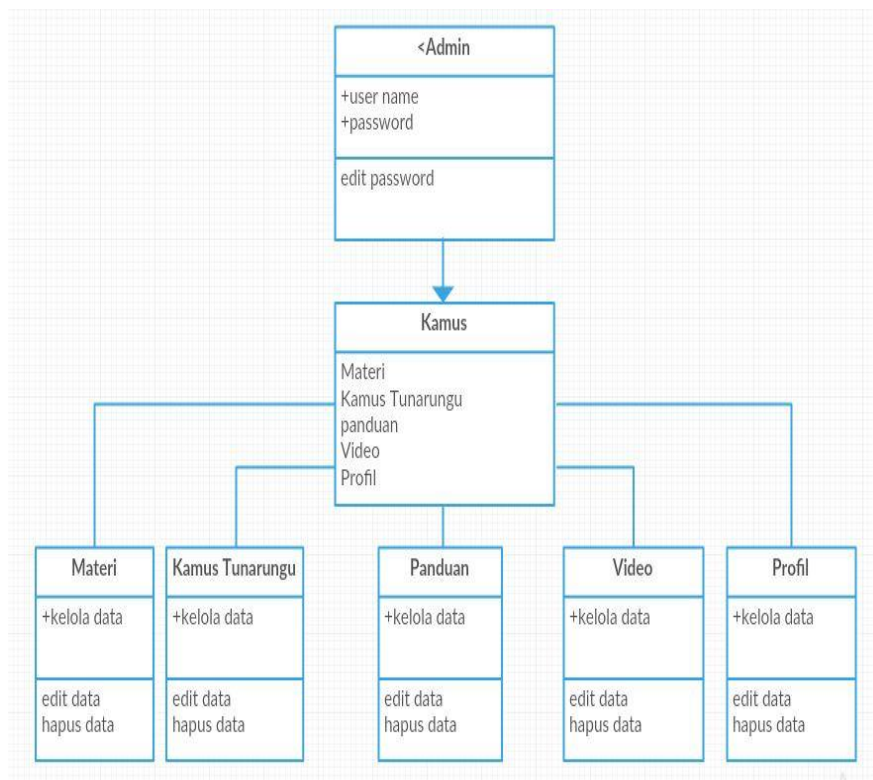 <Admin
+user name
+password
edit password
Kamus
Materi
Kamus Tunarungu
panduan
Video
Profil
Materi
+kelola data
edit data
hapus data
Kamus Tunarungu
+kelola data
edit data
hapus data
Panduan
+kelola data
edit data
hapus data
Video
+kelola data
edit data
hapus data
Profil
+kelola data
edit data
hapus data